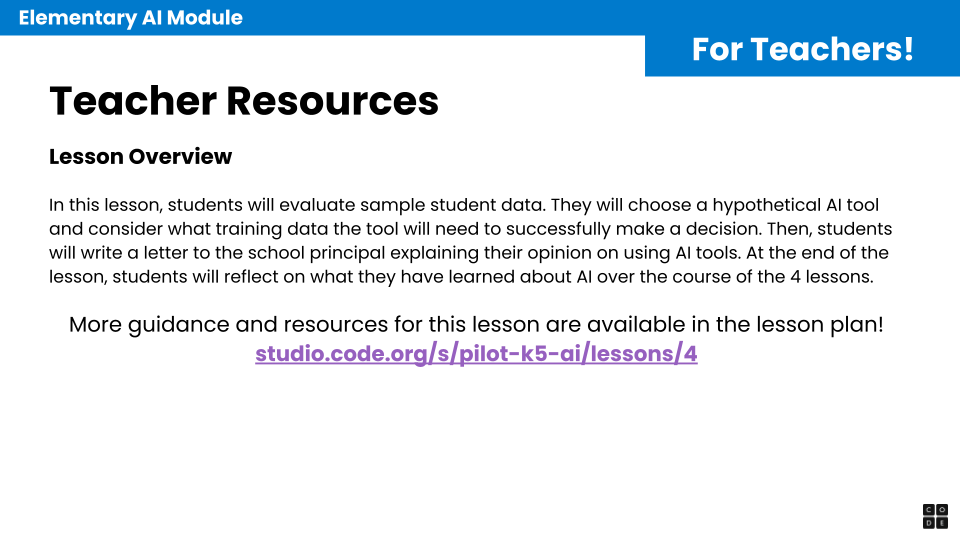 Elementary AI Module
For Teachers!
Teacher Resources
Lesson Overview
In this lesson, students will evaluate sample student data. They will choose a hypothetical AI tool
and consider what training data the tool will need to successfully make a decision. Then, students
will write a letter to the school principal explaining their opinion on using AI tools. At the end of the
lesson, students will reflect on what they have learned about AI over the course of the 4 lessons.
More guidance and resources for this lesson are available in the lesson plan!
studio.code.org/s/pilot-k5-ai/lessons/4
C O
D E